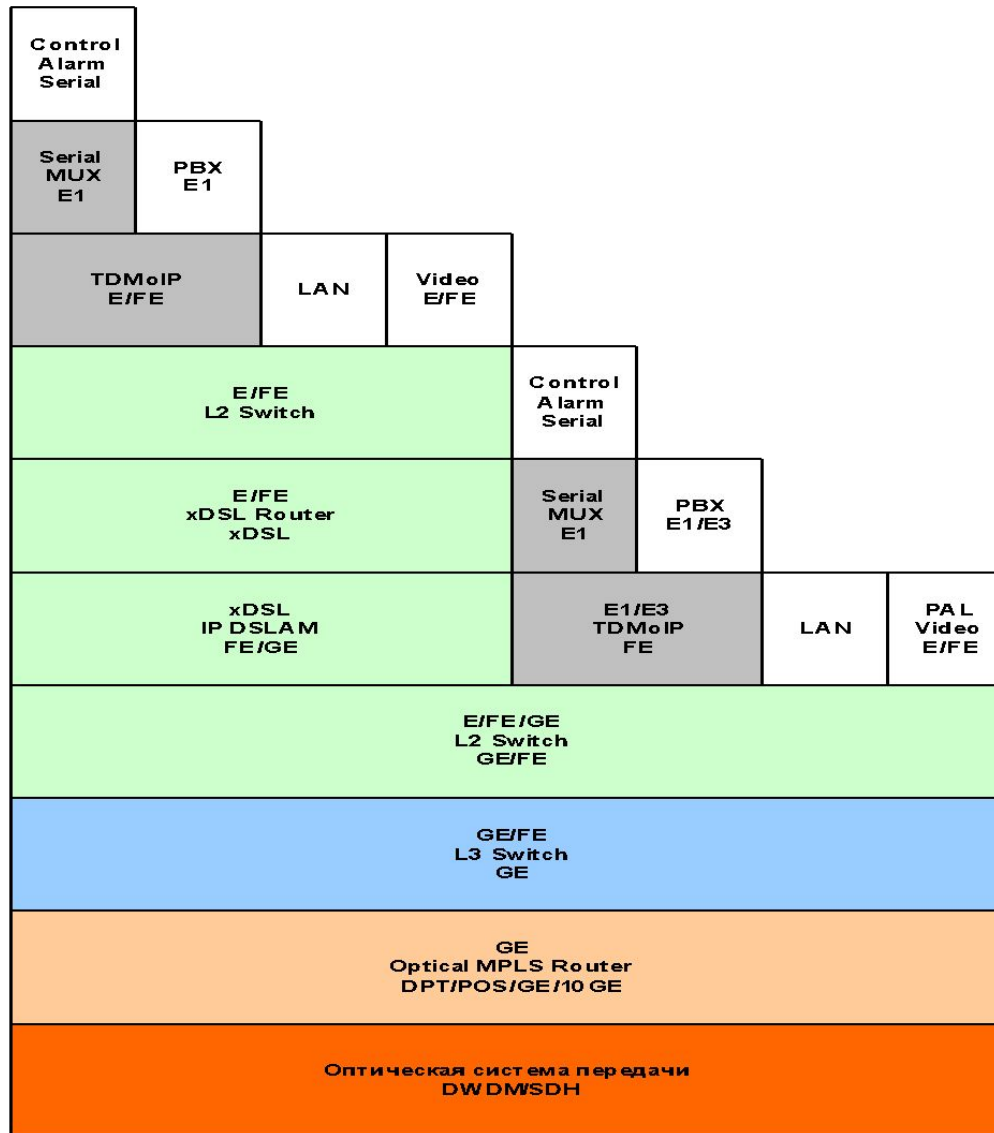 Control
Alarm
Serial
Serial
MUX
E1
PBX
E1
TDMoIP
E/FE
LAN
Video
E/FE
E/FE
L2 Switch
Control
Alarm
Serial
E/FE
xDSL Router
xDSL
Serial
MUX
E1
PBX
E1/E3
xDSL
IP DSLAM
FE/GE
E1/E3
TDMoIP
FE
LAN
PAL
Video
E/FE
E/FE/GE
L2 Switch
GE/FE
GE/FE
L3 Switch
GE
GE
Optical MPLS Router
DPT/POS/GE/10 GE
Оптическая система передачи
DWDM/SDH